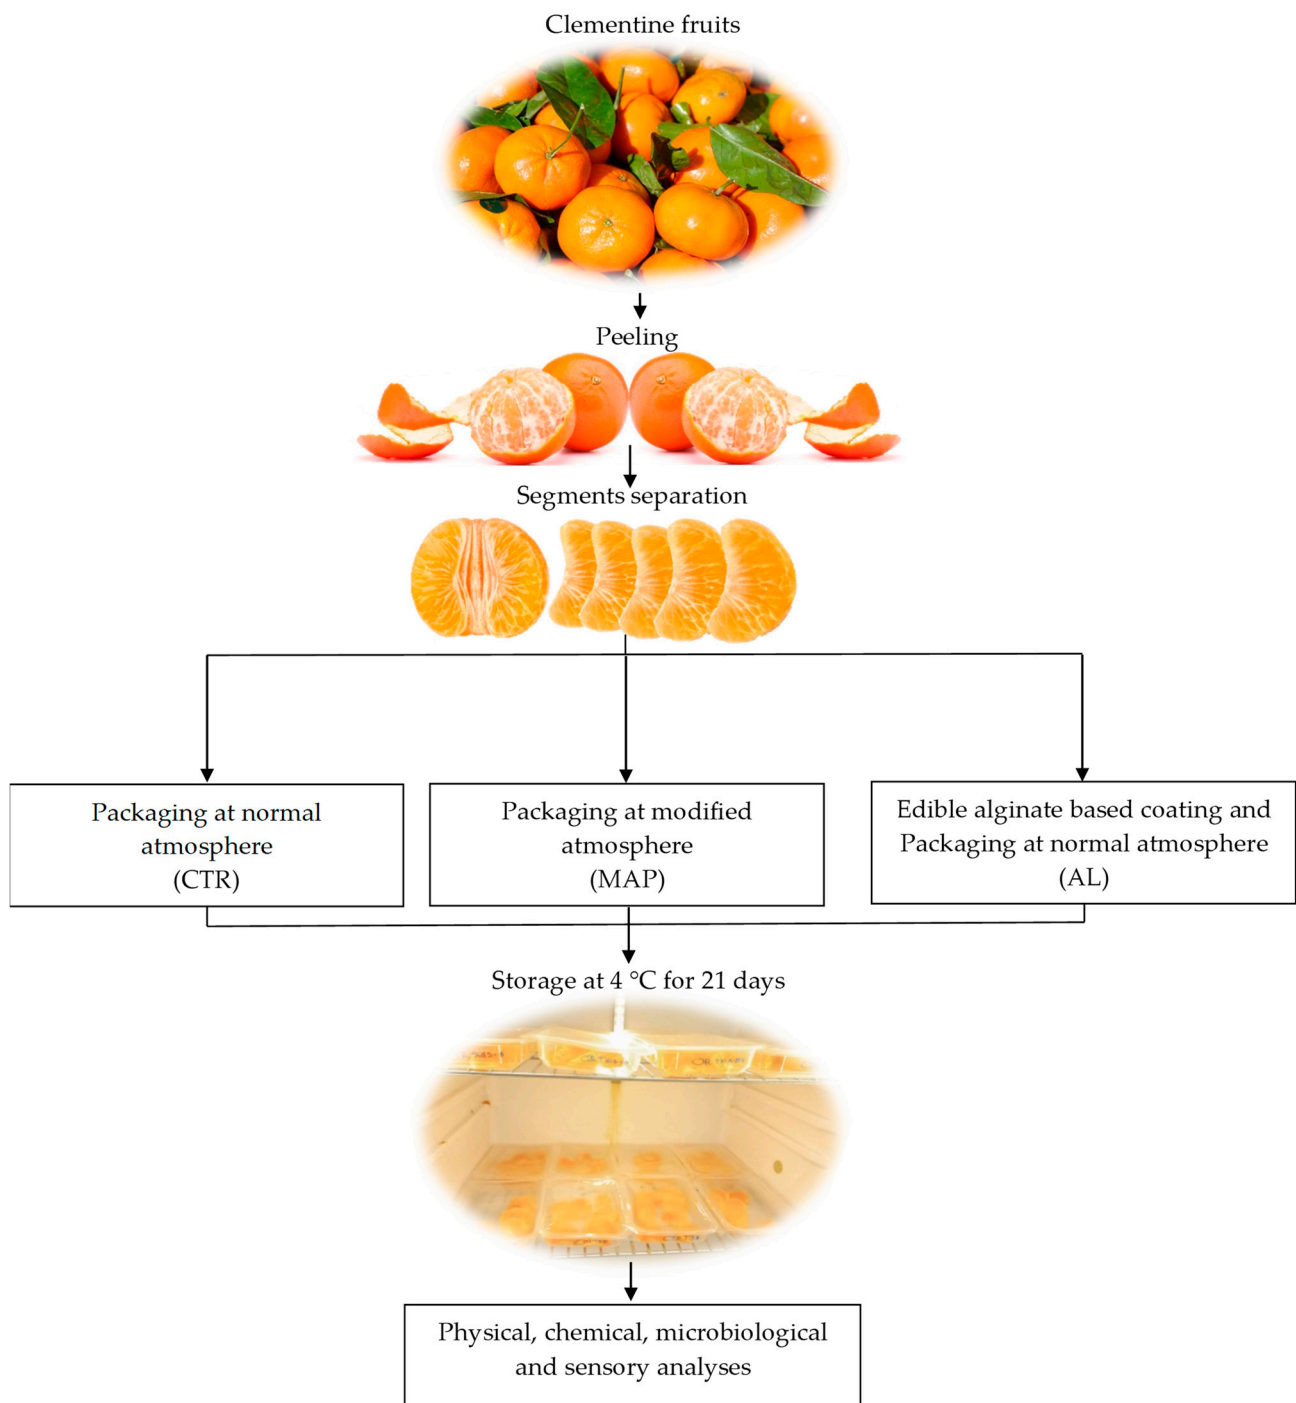 Clementine fruits
Peeling
Segments separation
Packaging at normal
atmosphere
(CTR)
Packaging at modified
atmosphere
(MAP)
Edible alginate based coating and
Packaging at normal atmosphere
(AL)
Storage at 4 °C for 21 days
Physical, chemical, microbiological
and sensory analyses